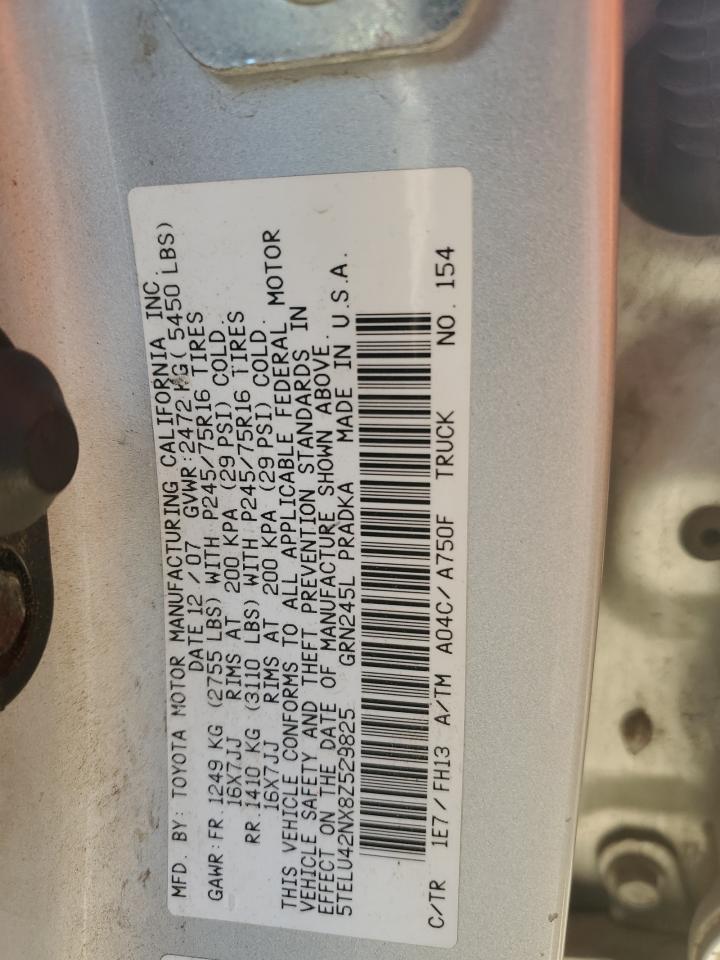 MFD. BY: TOYOTA MOTOR MANUFACTURING CALIFORNIA INC.
DATE 12 / 07 GVWR: 2472 KG( 5450 LBS)
GAWR: FR. 1249 KG (2755 LBS) WITH P245/75R16 TIRES
16X7JJ RIMS AT 200 KPA (29 PSI) COLD.
RR. 1410 KG (3110 LBS) WITH P245/75R16 TIRES
16X7JJ RIMS AT 200 KPA (29 PSI) COLD.
THIS VEHICLE CONFORMS TO ALL APPLICABLE FEDERAL MOTOR
VEHICLE SAFETY AND THEFT PREVENTION STANDARDS IN
EFFECT ON THE DATE OF MANUFACTURE SHOWN ABOVE.
5TELU42NX8Z529825 GRN245L PRADKA MADE IN U.S.A.
C/TR 1E7/FH13 A/TM A04C/A750F TRUCK NO. 154